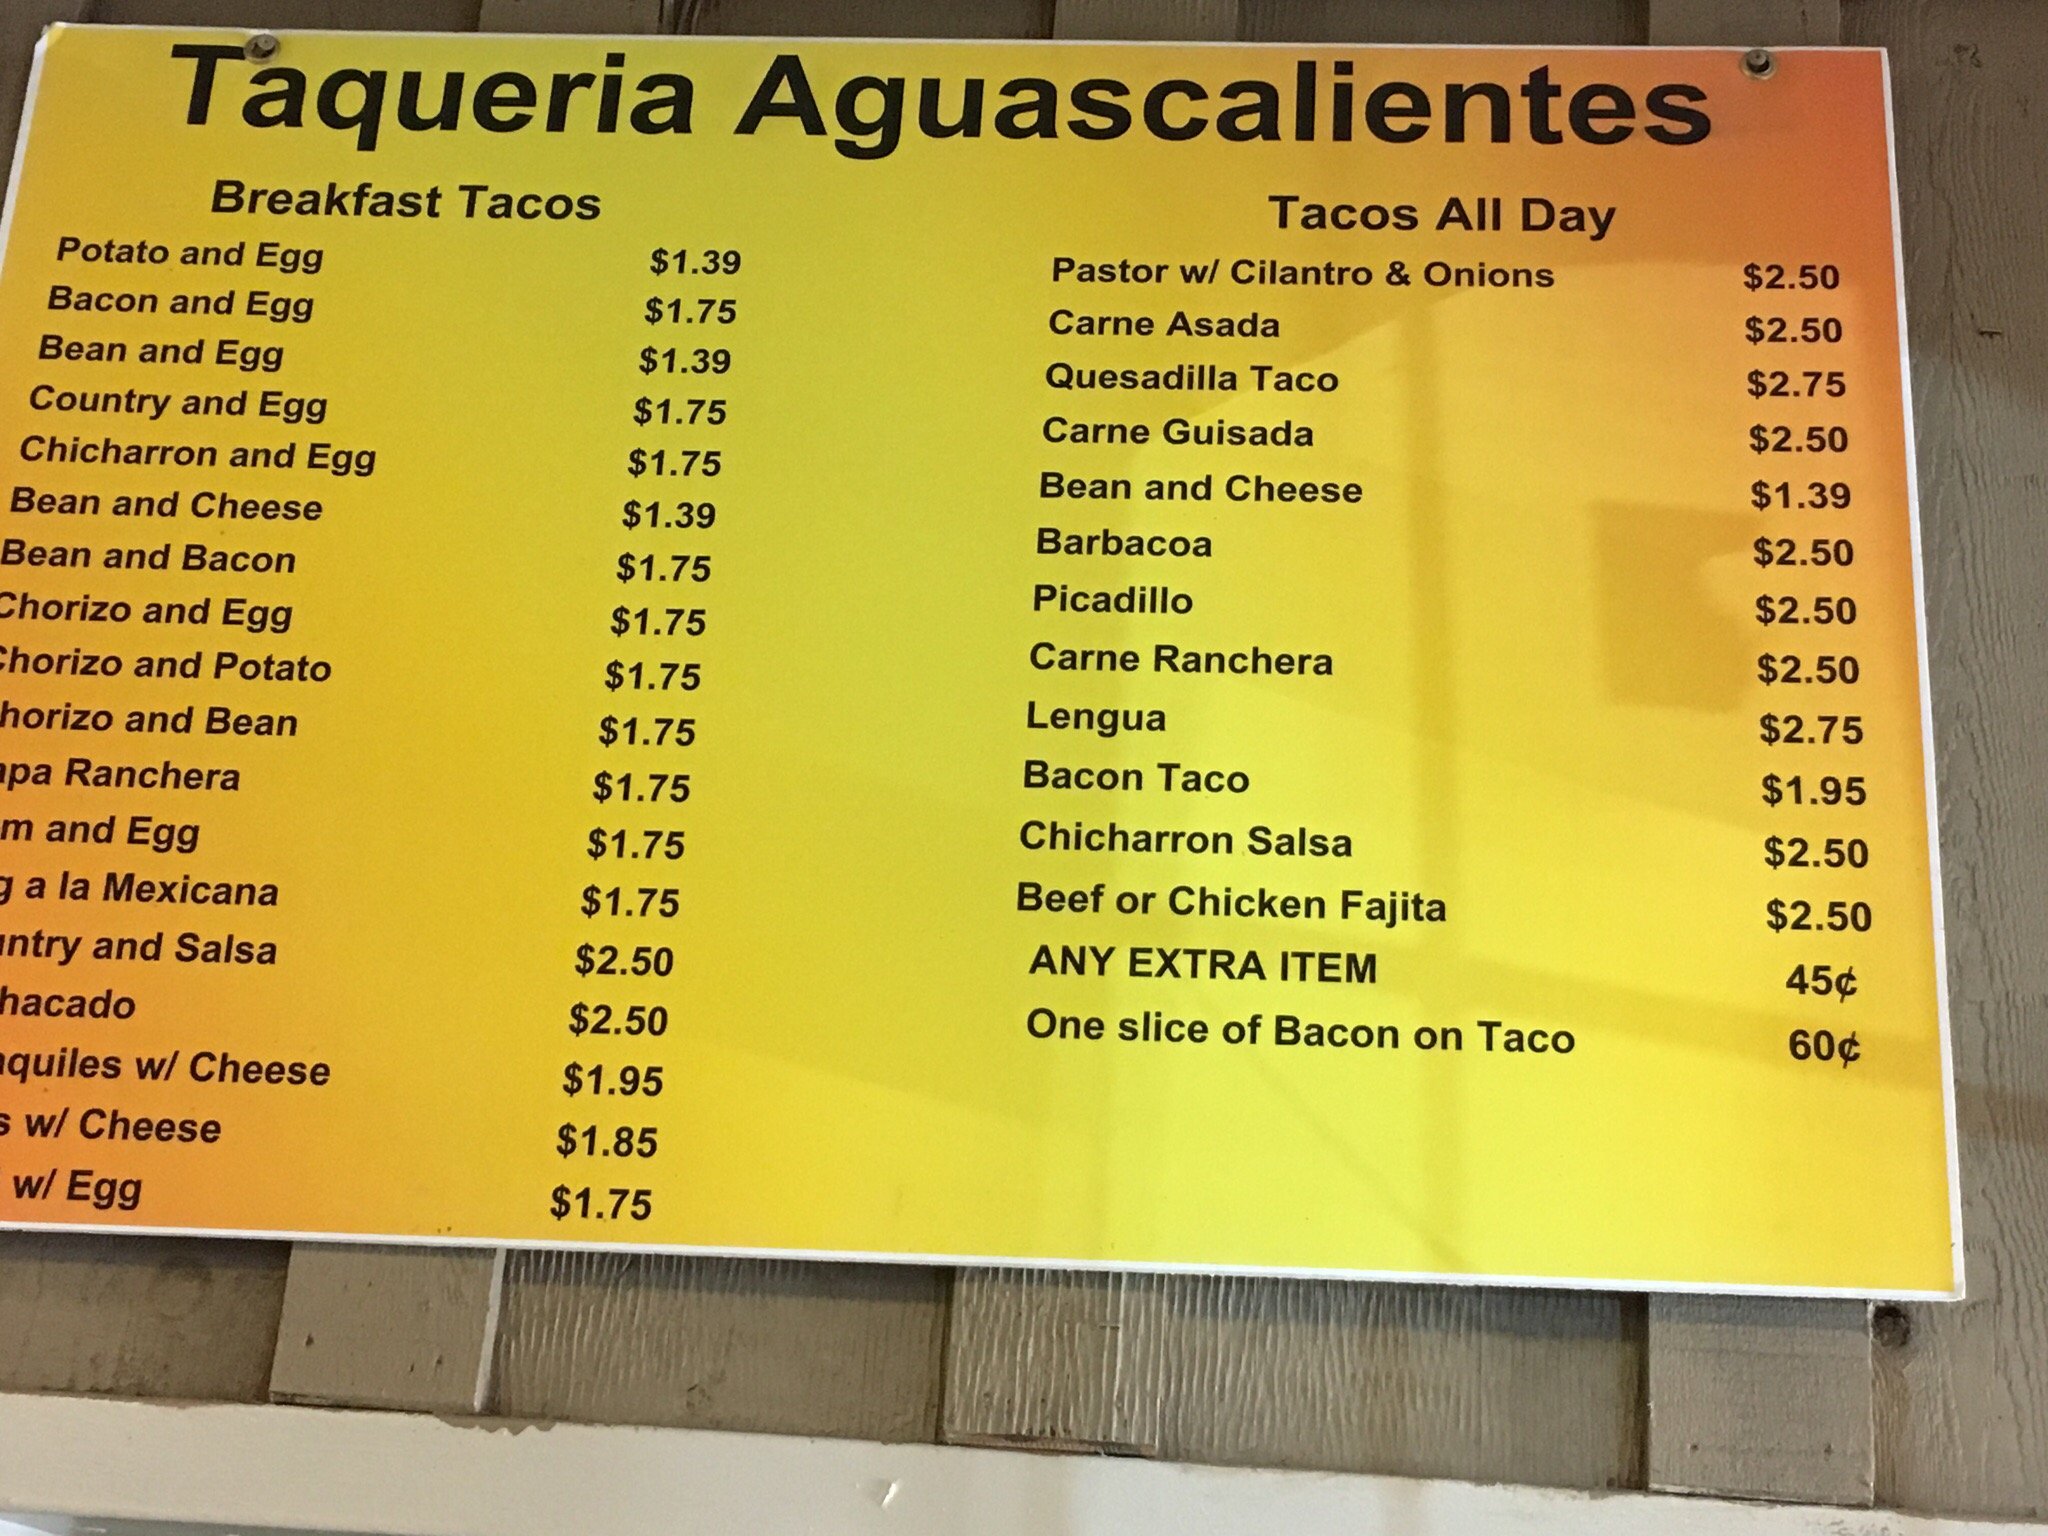 Taqueria Aguascalientes
Breakfast Tacos
Potato and Egg $1.39
Bacon and Egg $1.75
Bean and Egg $1.39
Country and Egg $1.75
Chicharron and Egg $1.75
Bean and Cheese $1.39
Bean and Bacon $1.75
Chorizo and Egg $1.75
Chorizo and Potato $1.75
horizo and Bean $1.75
Ranchera $1.75
and Egg $1.75
a la Mexicana $1.75
and Salsa $2.50
$2.50
w/ Cheese $1.95
w/ Cheese $1.85
w/ Egg $1.75
Tacos All Day
Pastor w/ Cilantro & Onions $2.50
Carne Asada $2.50
Quesadilla Taco $2.75
Carne Guisada $2.50
Bean and Cheese $1.39
Barbacoa $2.50
Picadillo $2.50
Carne Ranchera $2.50
Lengua $2.75
Bacon Taco $1.95
Chicharron Salsa $2.50
Beef or Chicken Fajita $2.50
ANY EXTRA ITEM 45¢
One slice of Bacon on Taco 60¢